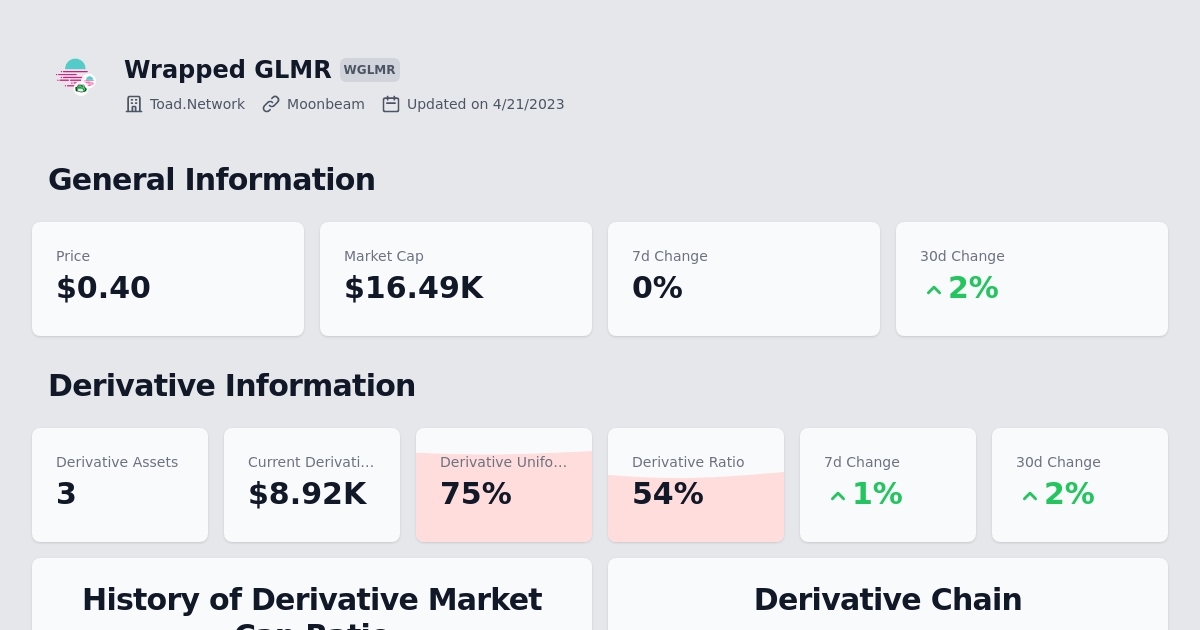 Wrapped GLMR WGLMR
Toad.Network Moonbeam Updated on 4/21/2023
General Information
Price Market Cap 7d Change 30d Change
$0.40 $16.49K 0% 2%
Derivative Information
Derivative Assets Current Derivati... Derivative Unifo... Derivative Ratio 7d Change 30d Change
3 $8.92K 75% 54% 1% 2%
History of Derivative Market Derivative Chain
Cap Ratio